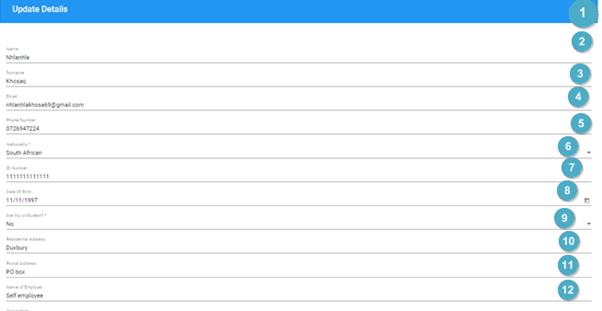 Update Details
1
2
Name
Nhlanhla
Surname
3
Khosaq
Email
4
nhlanhlakhosa69@gmail.com
Phone Number
5
0726947224
Nationality *
6
South African
ID Number
7
1111111111111
Date Of Birth
8
11/11/1997
Are You a Student? *
9
No
Residential Address
10
Duxbury
Postal Address
11
PO box
Name of Employer
12
Self employee